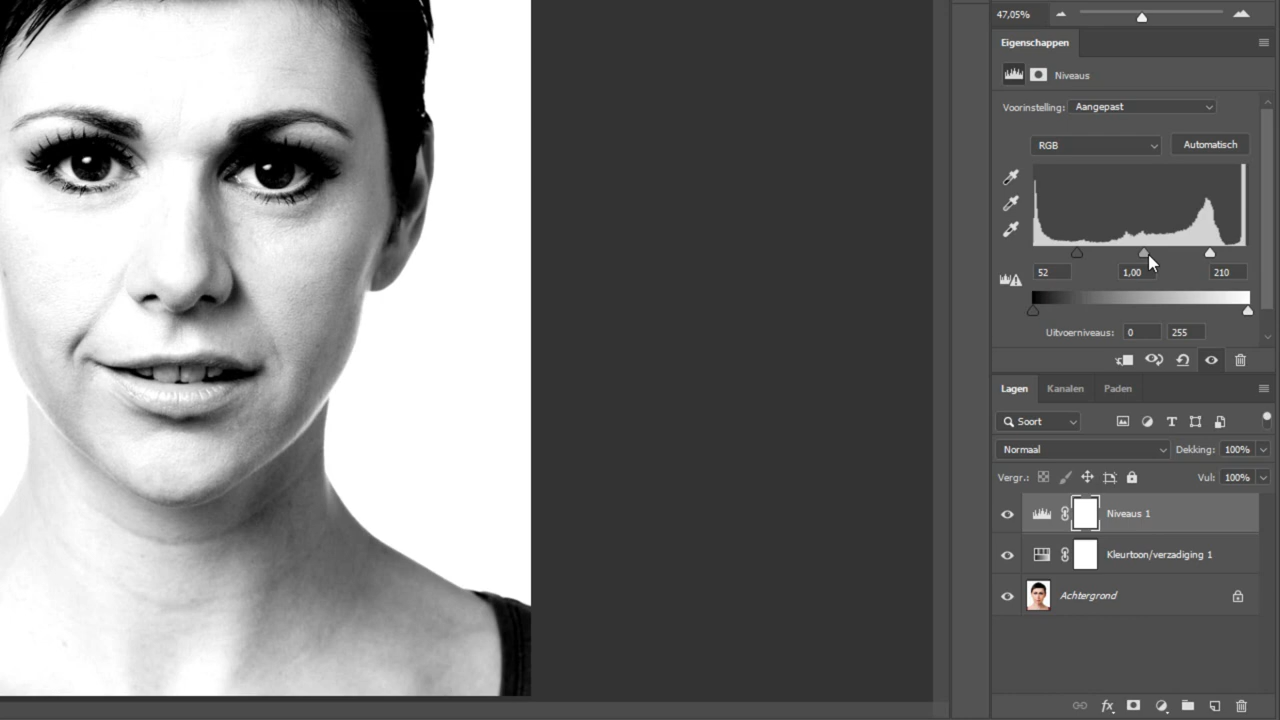 47,05%
Eigenschappen
Niveaus
Voorinstelling: Aangepast
RGB Automatisch
52 1,00 210
Uitvoerniveaus: 0 255
Lagen Kanalen Paden
Soort
Normaal Dekking: 100%
Vergr.: Vul: 100%
Niveaus 1
Kleurtoon/verzadiging 1
Achtergrond
fx